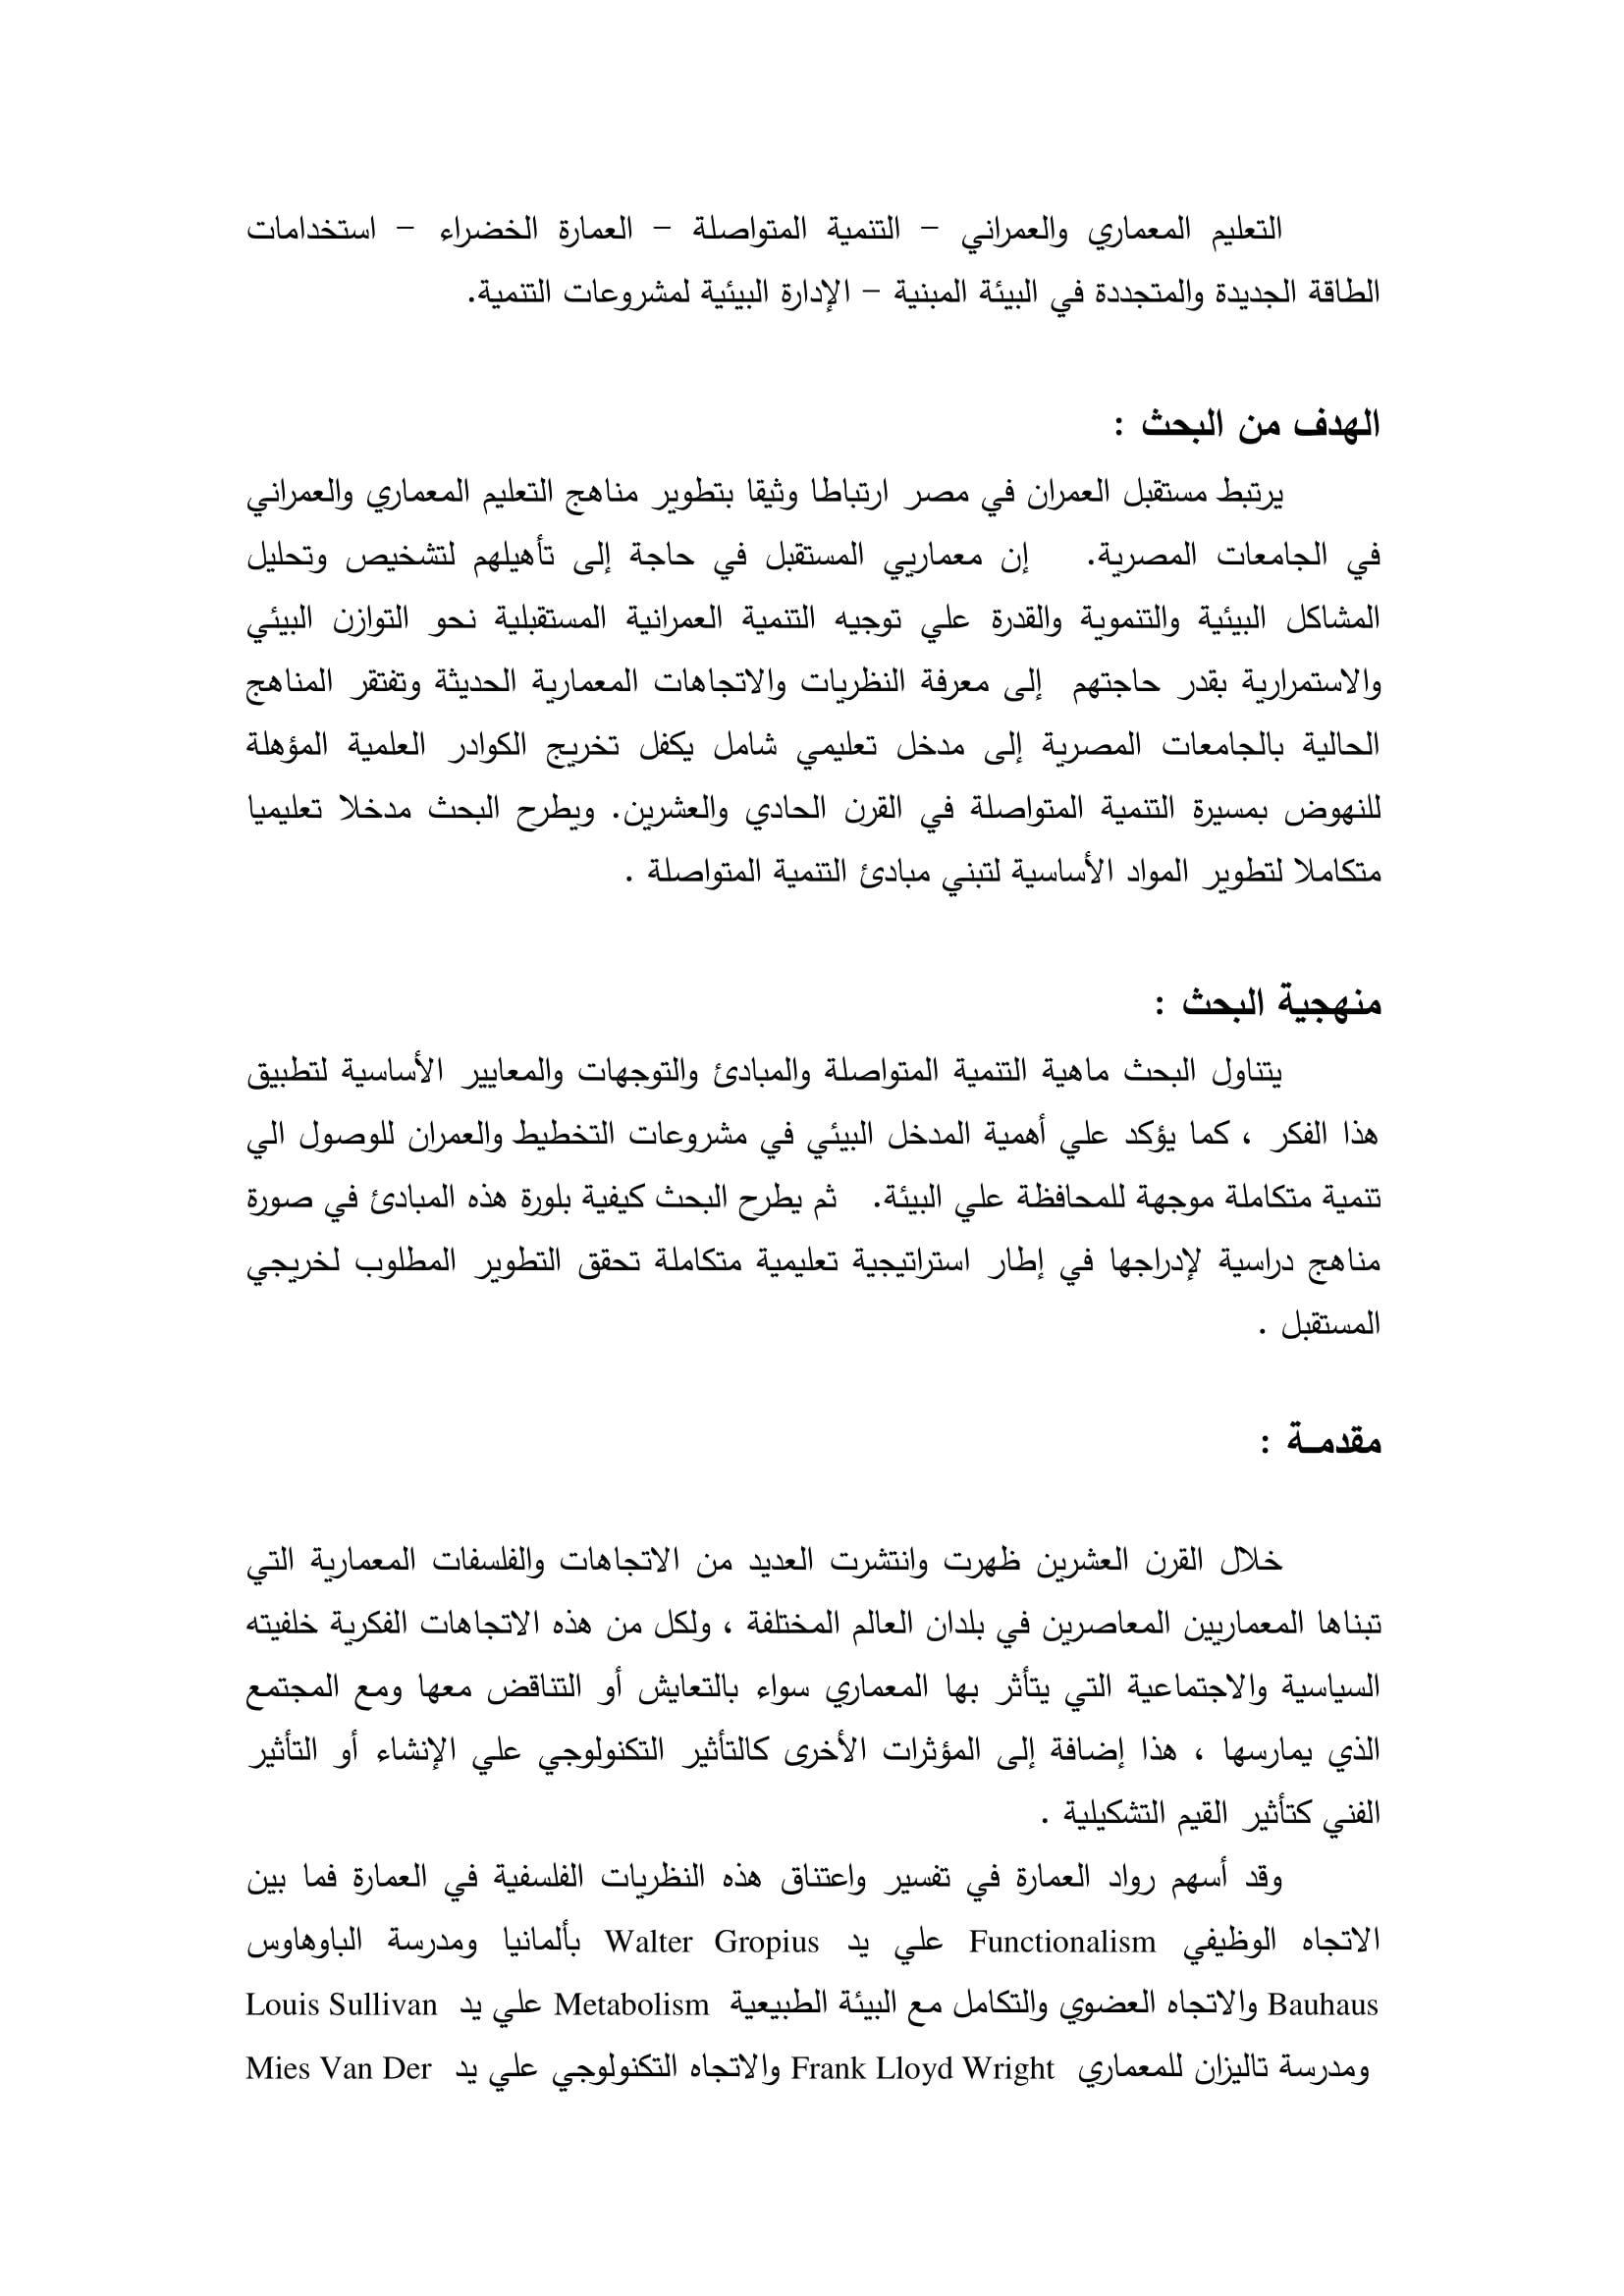 التعليم المعماري والعمراني – التنمية المتواصلة – العمارة الخضراء – استخدامات
الطاقة الجديدة والمتجددة في البيئة المبنية – الإدارة البيئية لمشروعات التنمية.
الهدف من البحث :
يرتبط مستقبل العمران في مصر ارتباطا وثيقا بتطوير مناهج التعليم المعماري والعمراني
في الجامعات المصرية. إن معماريي المستقبل في حاجة إلى تأهيلهم لتشخيص وتحليل
المشاكل البيئية والتنموية والقدرة علي توجيه التنمية العمرانية المستقبلية نحو التوازن البيئي
والاستمرارية بقدر حاجتهم إلى معرفة النظريات والاتجاهات المعمارية الحديثة وتفتقر المناهج
الحالية بالجامعات المصرية إلى مدخل تعليمي شامل يكفل تخريج الكوادر العلمية المؤهلة
للنهوض بمسيرة التنمية المتواصلة في القرن الحادي والعشرين. ويطرح البحث مدخلا تعليميا
متكاملا لتطوير المواد الأساسية لتبني مبادئ التنمية المتواصلة .
منهجية البحث :
يتناول البحث ماهية التنمية المتواصلة والمبادئ والتوجهات والمعايير الأساسية لتطبيق
هذا الفكر ، كما يؤكد علي أهمية المدخل البيئي في مشروعات التخطيط والعمران للوصول الي
تنمية متكاملة موجهة للمحافظة علي البيئة. ثم يطرح البحث كيفية بلورة هذه المبادئ في صورة
مناهج دراسية لإدراجها في إطار استراتيجية تعليمية متكاملة تحقق التطوير المطلوب لخريجي
المستقبل .
مقدمـة :
خلال القرن العشرين ظهرت وانتشرت العديد من الاتجاهات والفلسفات المعمارية التي
تبناها المعماريين المعاصرين في بلدان العالم المختلفة ، ولكل من هذه الاتجاهات الفكرية خلفيته
السياسية والاجتماعية التي يتأثر بها المعماري سواء بالتعايش أو التناقض معها ومع المجتمع
الذي يمارسها ، هذا إضافة إلى المؤثرات الأخرى كالتأثير التكنولوجي علي الإنشاء أو التأثير
الفني كتأثير القيم التشكيلية .
وقد أسهم رواد العمارة في تفسير واعتناق هذه النظريات الفلسفية في العمارة فما بين
الاتجاه الوظيفي Functionalism علي يد Walter Gropius بألمانيا ومدرسة الباوهاوس
Bauhaus والاتجاه العضوي والتكامل مع البيئة الطبيعية Metabolism علي يد Louis Sullivan
ومدرسة تاليزان للمعماري Frank Lloyd Wright والاتجاه التكنولوجي علي يد Mies Van Der